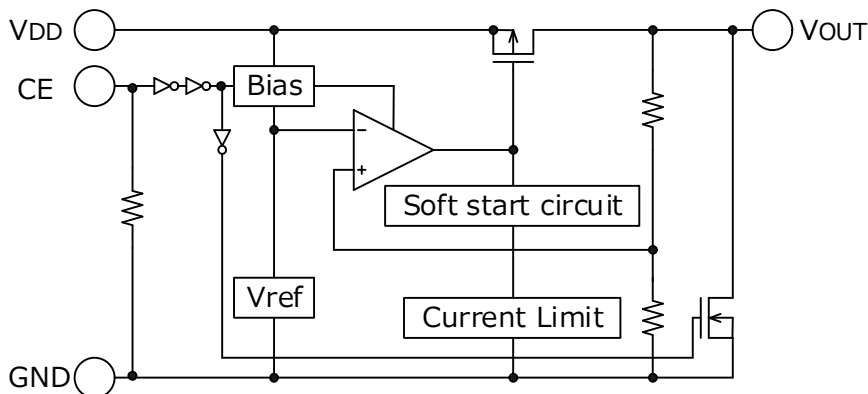 VDD
VOUT
CE
Bias
−
+
Soft start circuit
Vref
Current Limit
GND